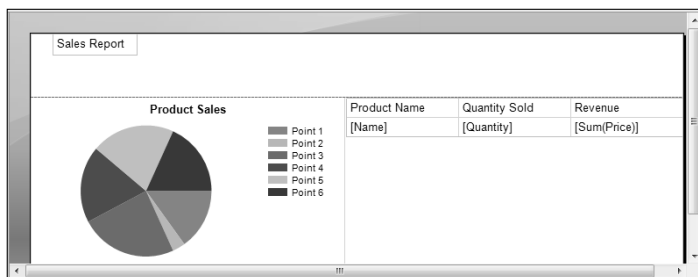 Sales Report
Product Sales
Point 1
Point 2
Point 3
Point 4
Point 5
Point 6
Product Name Quantity Sold Revenue
[Name] [Quantity] [Sum(Price)]